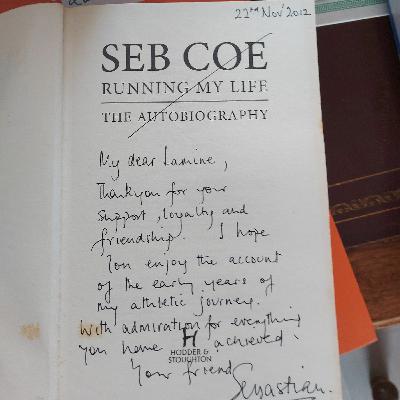 22nd Nov' 2012
SEB COE
RUNNING MY LIFE
THE AUTOBIOGRAPHY
My dear Lamine,
Thankyou for your
support, loyalty and
friendship. I hope
You enjoy the account
of the early years of
my athletic journey.
With admiration for everything
you have achieved.
HODDER &
STOUGHTON
Your friend
Sebastian.